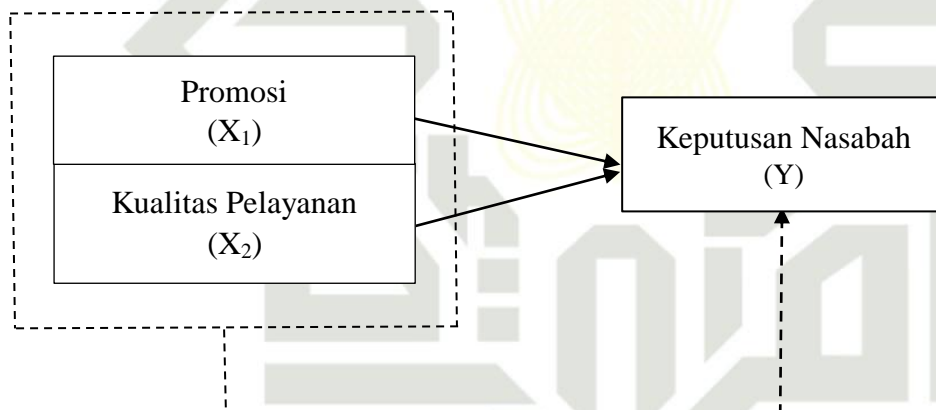 Promosi
(X₁)
Keputusan Nasabah
(Y)
Kualitas Pelayanan
(X₂)